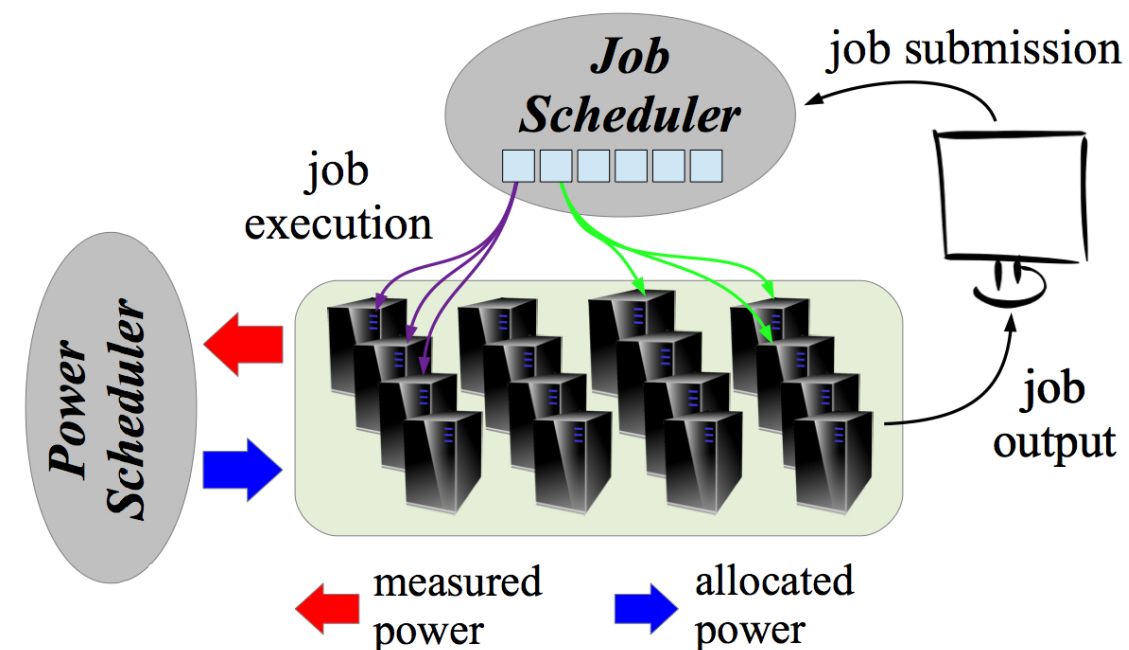 Job
Scheduler
job submission
job
execution
Power
Scheduler
job
output
measured
power
allocated
power